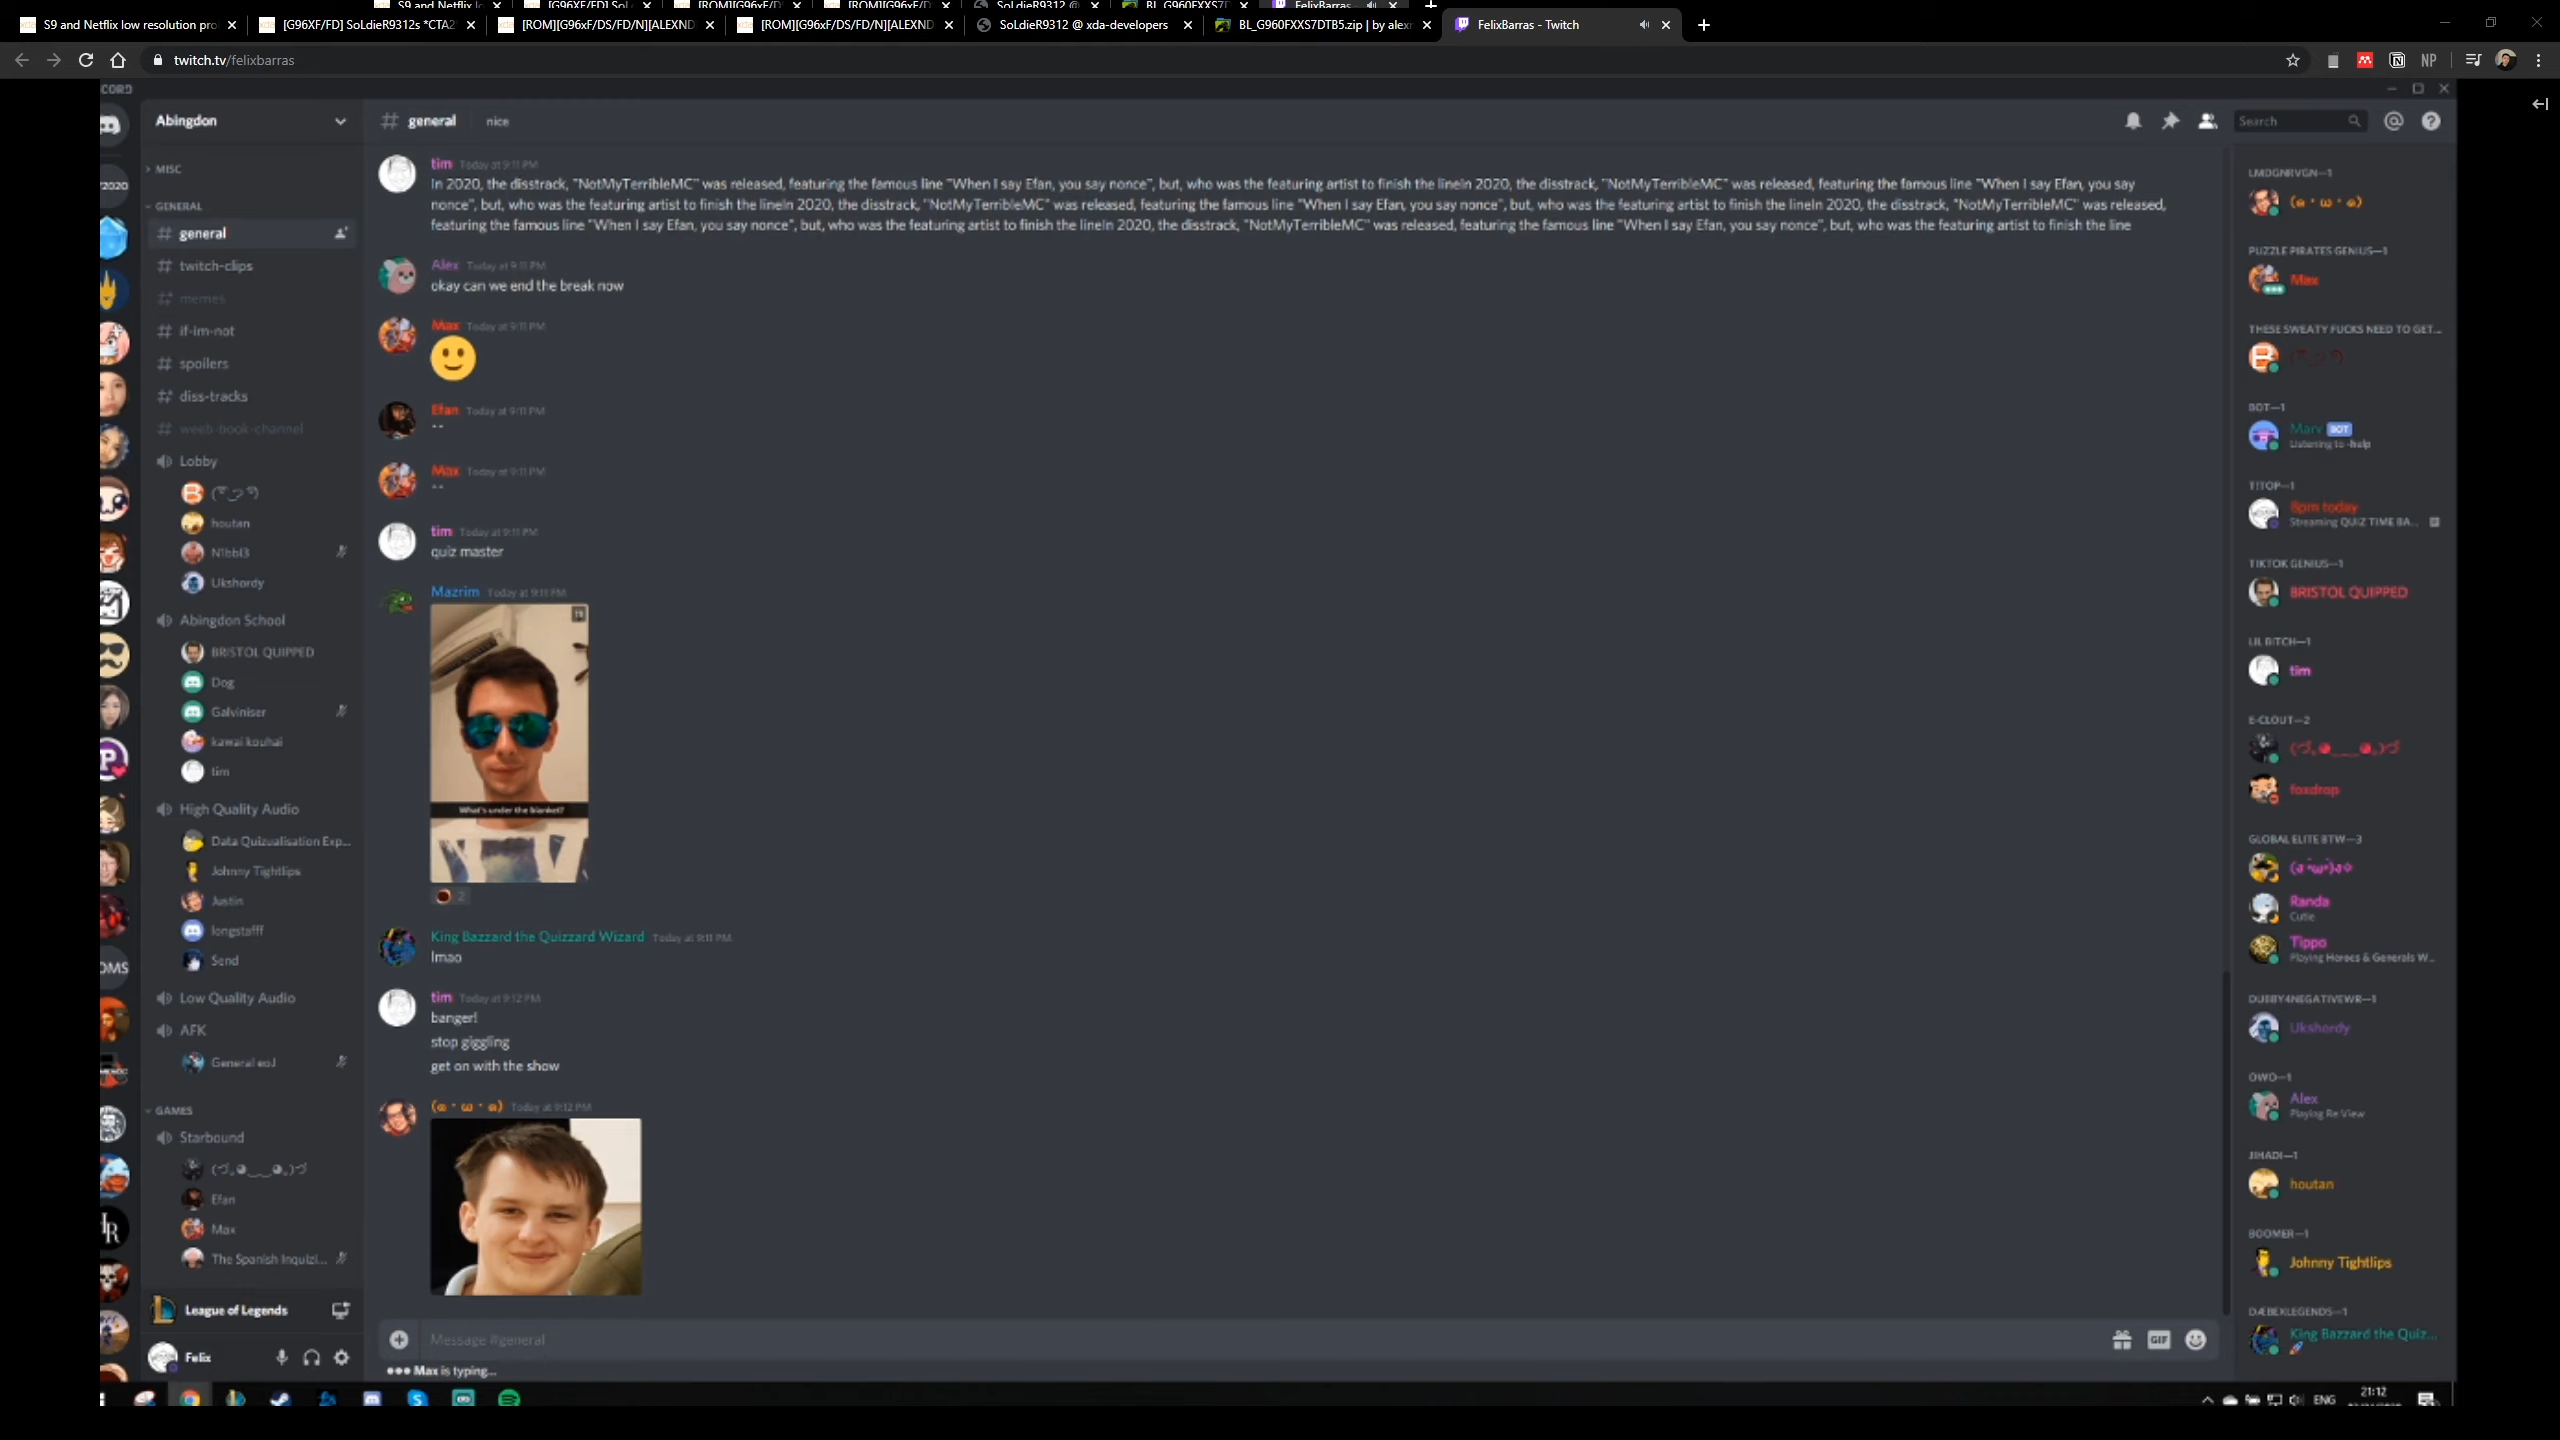 S9 and Netflix low resolution pro
[G96XF/FD] SoLdieR9312s *CTA2
[ROM][G96xF/DS/FD/N][ALEXND
[ROM][G96xF/DS/FD/N][ALEXND
SoLdieR9312 @ xda-developers
BL_G960FXXS7DTB5.zip | by alexn
FelixBarras - Twitch
twitch.tv/felixbarras
NP
Abingdon
# general
nice
Search
MISC
GENERAL
general
twitch-clips
memes
if-im-not
spoilers
diss-tracks
weeb-book-channel
Lobby
houtan
N1bbl3
Ukshordy
Abingdon School
BRISTOL QUIPPED
Dog
Galviniser
kawai kouhai
tim
High Quality Audio
Data Quizualisation Exp...
Johnny Tightlips
Justin
longstafff
Send
Low Quality Audio
AFK
General eoJ
GAMES
Starbound
Efan
Max
The Spanish Inquizi...
League of Legends
Felix
tim Today at 9:11 PM
In 2020, the disstrack, "NotMyTerribleMC" was released, featuring the famous line "When I say Efan, you say nonce", but, who was the featuring artist to finish the lineIn 2020, the disstrack, "NotMyTerribleMC" was released, featuring the famous line "When I say Efan, you say
nonce", but, who was the featuring artist to finish the lineIn 2020, the disstrack, "NotMyTerribleMC" was released, featuring the famous line "When I say Efan, you say nonce", but, who was the featuring artist to finish the lineIn 2020, the disstrack, "NotMyTerribleMC" was released,
featuring the famous line "When I say Efan, you say nonce", but, who was the featuring artist to finish the lineIn 2020, the disstrack, "NotMyTerribleMC" was released, featuring the famous line "When I say Efan, you say nonce", but, who was the featuring artist to finish the line
Alex Today at 9:11 PM
okay can we end the break now
Max Today at 9:11 PM
Efan Today at 9:11 PM
^^
Max Today at 9:11 PM
^^
tim Today at 9:11 PM
quiz master
Mazrim Today at 9:11 PM
What's under the blanket?
2
King Bazzard the Quizzard Wizard Today at 9:11 PM
lmao
tim Today at 9:12 PM
banger!
stop giggling
get on with the show
Today at 9:12 PM
Message #general
GIF
Max is typing...
LMDGNRVGN—1
PUZZLE PIRATES GENIUS—1
Max
THESE SWEATY FUCKS NEED TO GET...
BOT—1
Marv BOT
Listening to -help
T!TOP—1
8pm today
Streaming QUIZ TIME BA...
TIKTOK GENIUS—1
BRISTOL QUIPPED
LIL BITCH—1
tim
E-CLOUT—2
foxdrop
GLOBAL ELITE BTW—3
Randa
Cutie
Tippo
Playing Heroes & Generals W...
DUBBY4NEGATIVEWR—1
Ukshordy
OWO—1
Alex
Playing Re:View
JIHADI—1
houtan
BOOMER—1
Johnny Tightlips
DÆBEXLEGENDS—1
King Bazzard the Quiz...
ENG
21:12